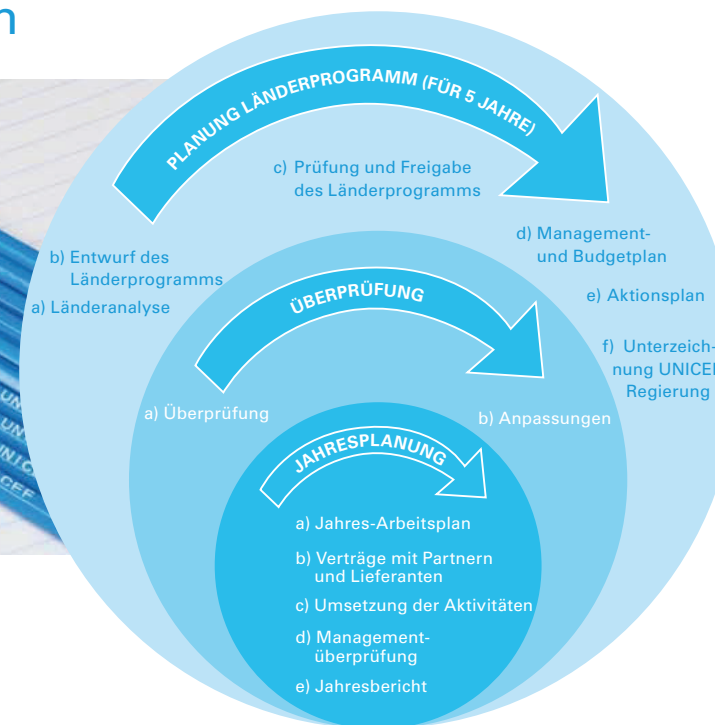 PLANUNG LÄNDERPROGRAMM (FÜR 5 JAHRE)
c) Prüfung und Freigabe
des Länderprogramms
b) Entwurf des
Länderprogramms
a) Länderanalyse
d) Management-
und Budgetplan
e) Aktionsplan
f) Unterzeich-
nung UNICEF
Regierung
ÜBERPRÜFUNG
a) Überprüfung
b) Anpassungen
JAHRESPLANUNG
a) Jahres-Arbeitsplan
b) Verträge mit Partnern
und Lieferanten
c) Umsetzung der Aktivitäten
d) Management-
überprüfung
e) Jahresbericht